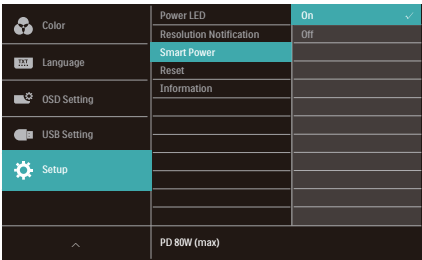 Color
TXT
Language
OSD Setting
USB Setting
Setup
Power LED
Resolution Notification
Smart Power
Reset
Information
On
Off
PD 80W (max)